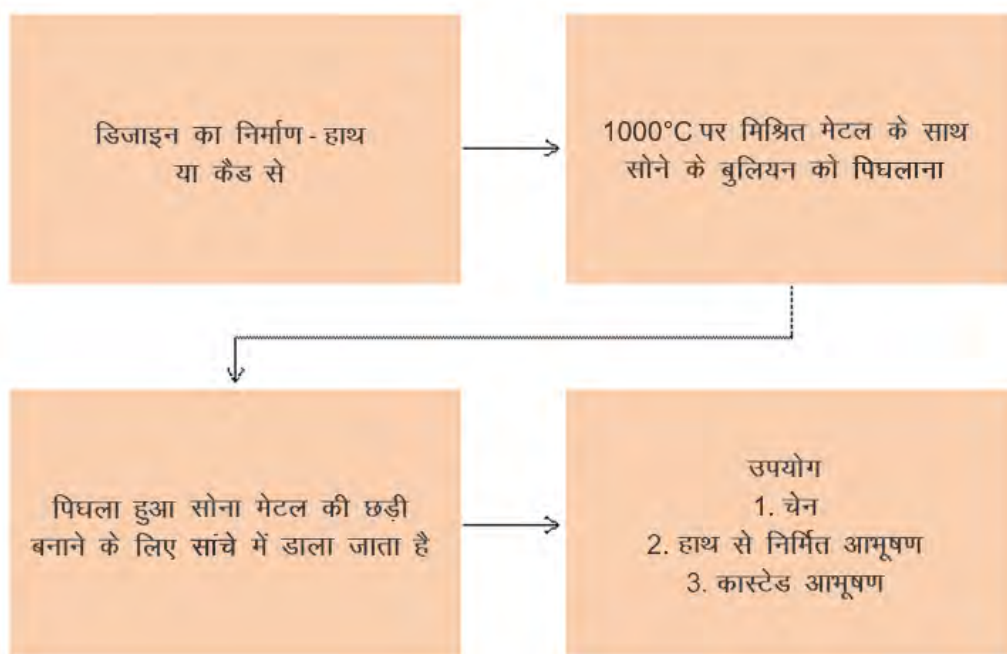 डिजाइन का निर्माण - हाथ
या कैड से
1000°C पर मिश्रित मेटल के साथ
सोने के बुलियन को पिघलाना
पिघला हुआ सोना मेटल की छड़ी
बनाने के लिए सांचे में डाला जाता है
उपयोग
1. चेन
2. हाथ से निर्मित आभूषण
3. कास्टेड आभूषण